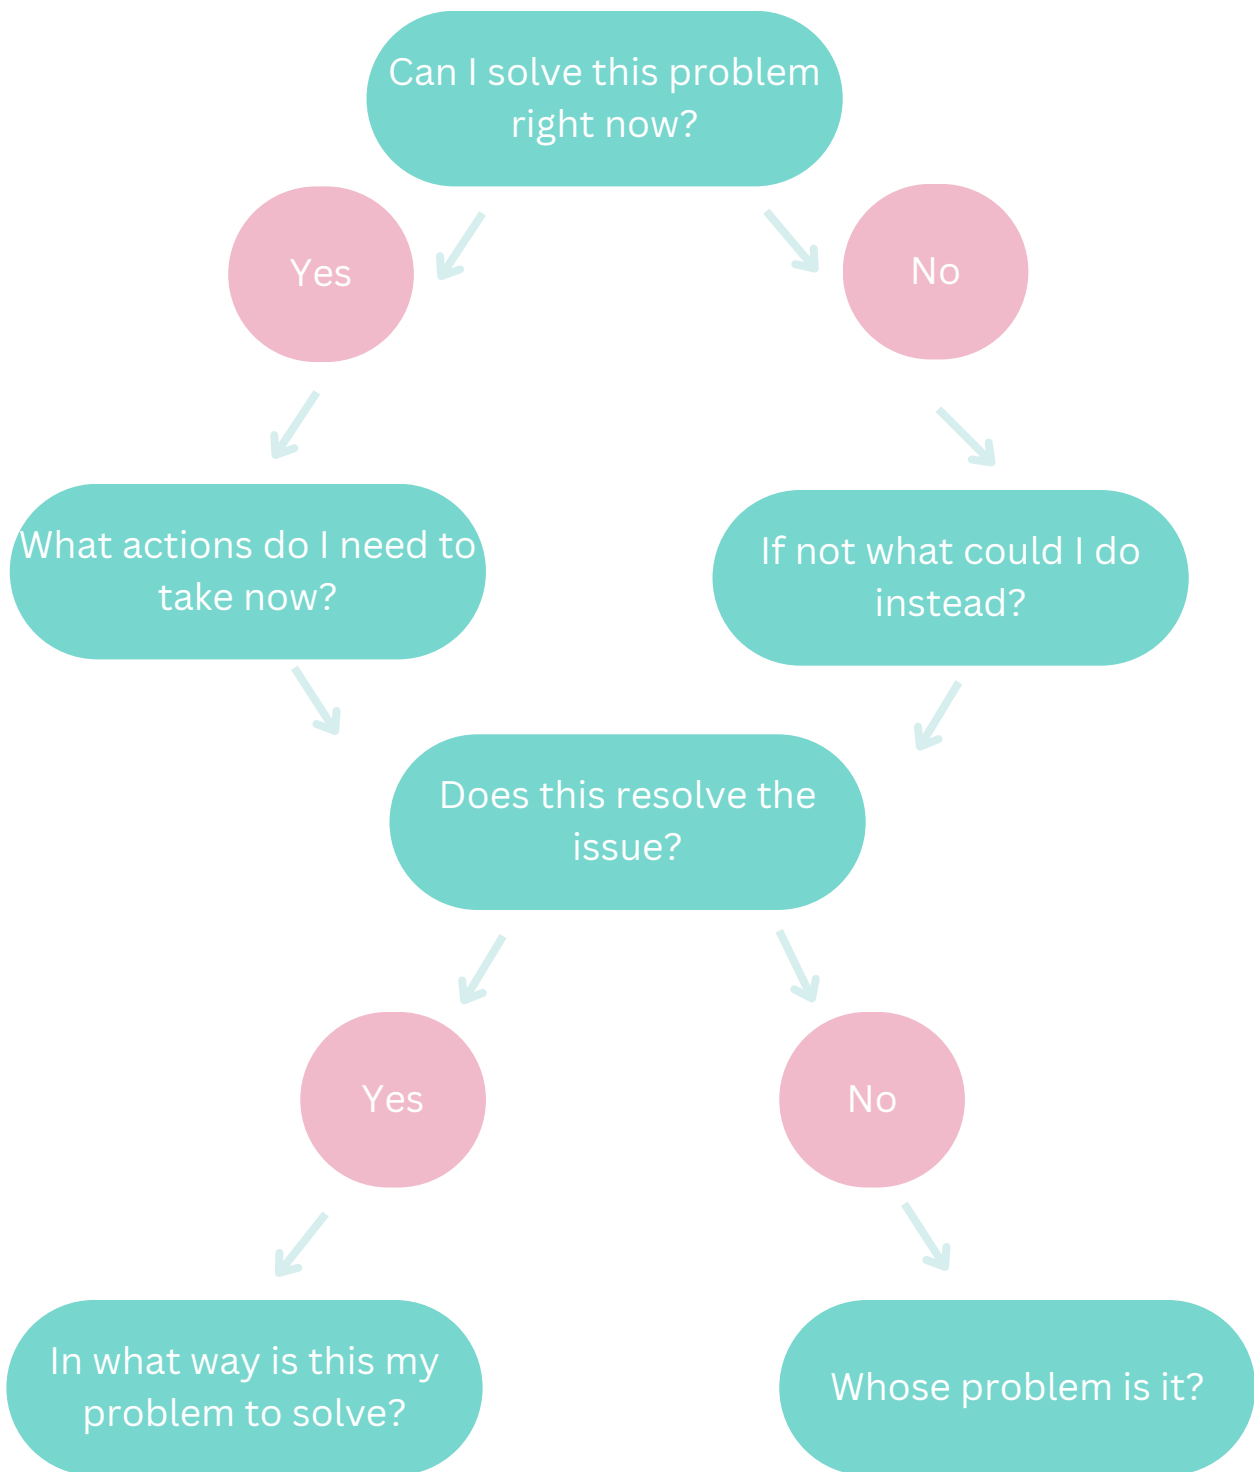 Can I solve this problem
right now?
Yes
No
What actions do I need to
take now?
If not what could I do
instead?
Does this resolve the
issue?
Yes
No
In what way is this my
problem to solve?
Whose problem is it?